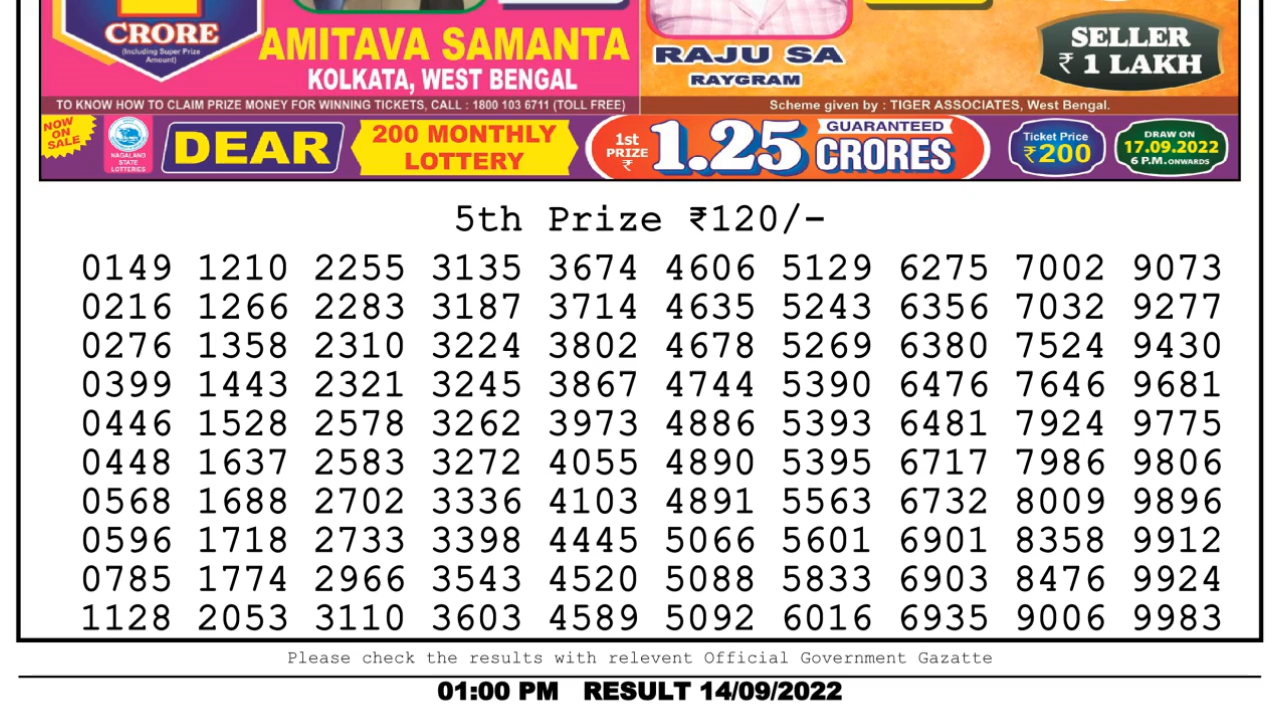 CRORE
(Including Super Prize
Amount)
AMITAVA SAMANTA
KOLKATA, WEST BENGAL
RAJU SA
RAYGRAM
SELLER
₹ 1 LAKH
TO KNOW HOW TO CLAIM PRIZE MONEY FOR WINNING TICKETS, CALL : 1800 103 6711 (TOLL FREE)
Scheme given by : TIGER ASSOCIATES, West Bengal.
NOW
ON
SALE
NAGALAND
STATE
LOTTERIES
DEAR
200 MONTHLY
LOTTERY
1st
PRIZE
₹
1.25
GUARANTEED
CRORES
Ticket Price
₹200
DRAW ON
17.09.2022
6 P.M. ONWARDS
5th Prize ₹120/-
0149 1210 2255 3135 3674 4606 5129 6275 7002 9073
0216 1266 2283 3187 3714 4635 5243 6356 7032 9277
0276 1358 2310 3224 3802 4678 5269 6380 7524 9430
0399 1443 2321 3245 3867 4744 5390 6476 7646 9681
0446 1528 2578 3262 3973 4886 5393 6481 7924 9775
0448 1637 2583 3272 4055 4890 5395 6717 7986 9806
0568 1688 2702 3336 4103 4891 5563 6732 8009 9896
0596 1718 2733 3398 4445 5066 5601 6901 8358 9912
0785 1774 2966 3543 4520 5088 5833 6903 8476 9924
1128 2053 3110 3603 4589 5092 6016 6935 9006 9983
Please check the results with relevent Official Government Gazatte
01:00 PM RESULT 14/09/2022